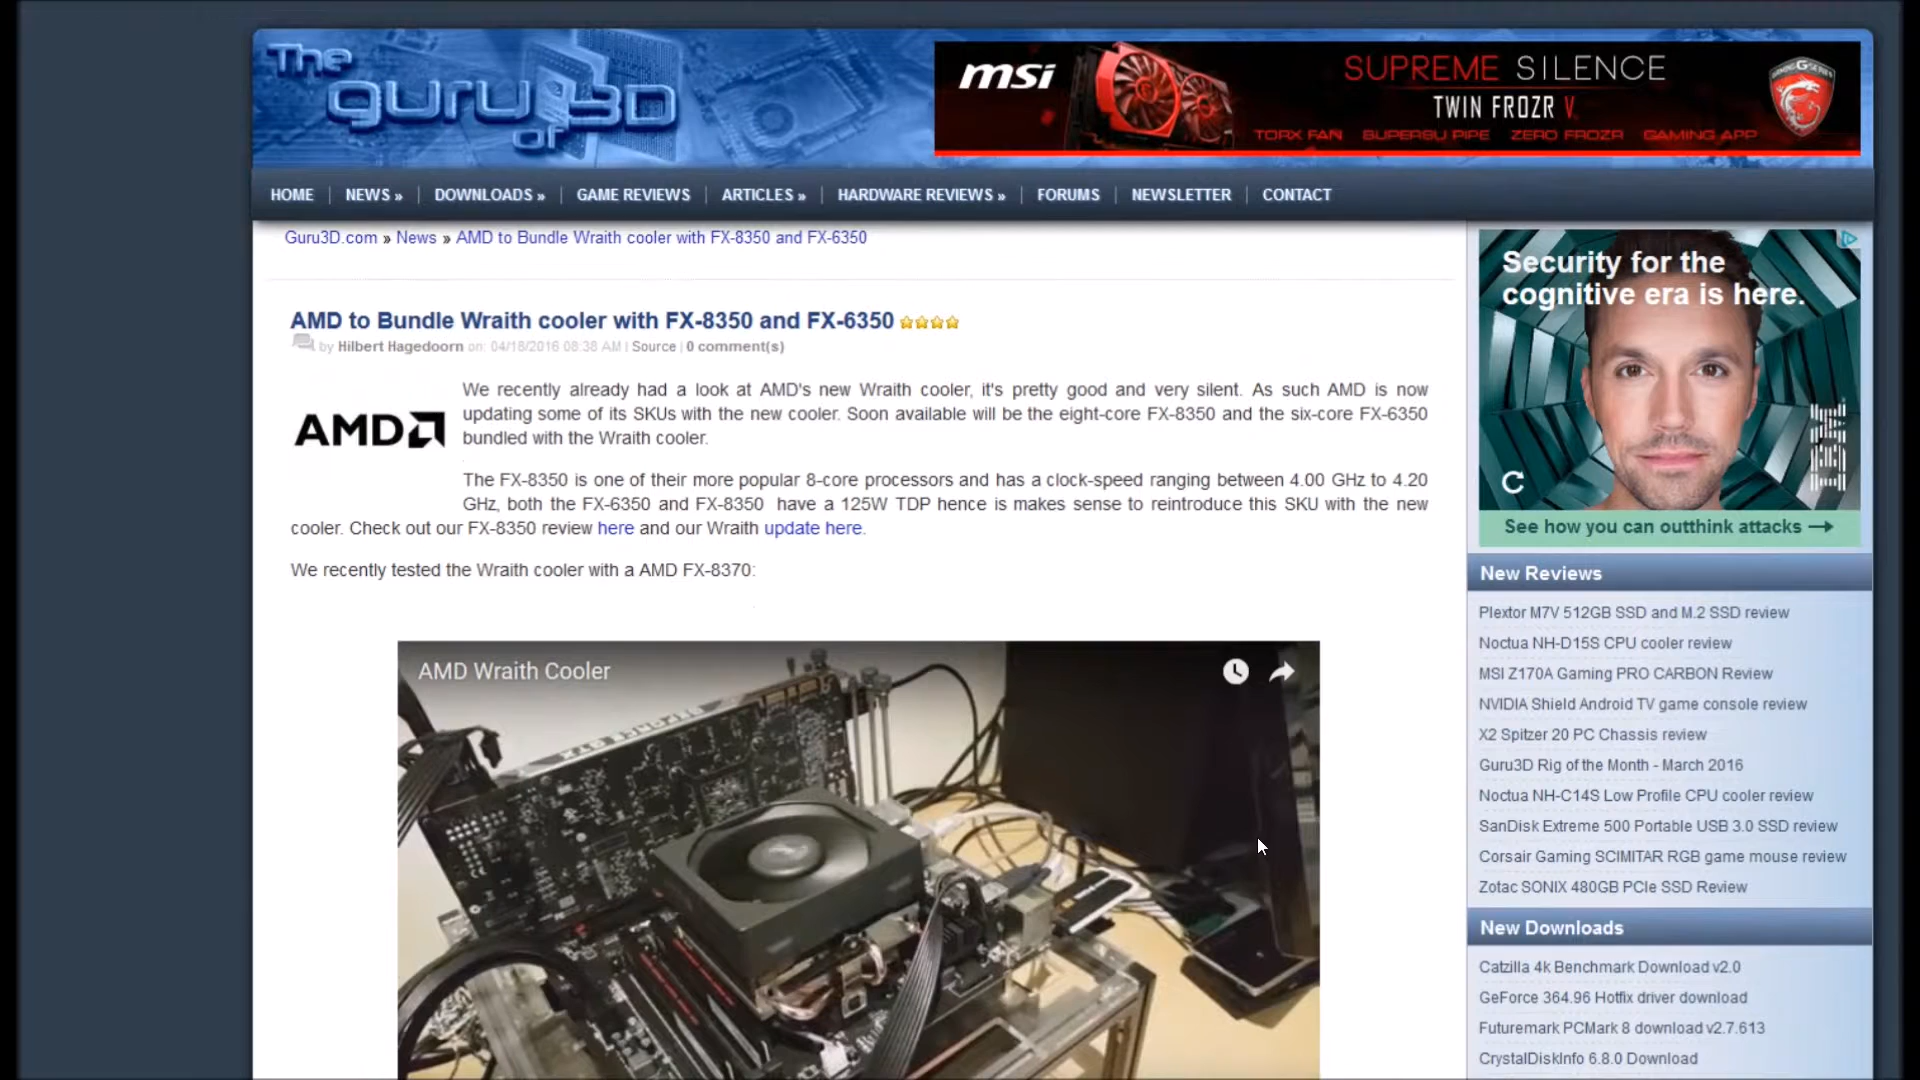 The guru of 3D
msi
SUPREME SILENCE
TWIN FROZR V
TORX FAN SUPERSU PIPE ZERO FROZR GAMING APP
HOME | NEWS » | DOWNLOADS » | GAME REVIEWS | ARTICLES » | HARDWARE REVIEWS » | FORUMS | NEWSLETTER | CONTACT
Guru3D.com » News » AMD to Bundle Wraith cooler with FX-8350 and FX-6350
AMD to Bundle Wraith cooler with FX-8350 and FX-6350
by Hilbert Hagedoorn on: 04/18/2016 08:38 AM | Source | 0 comment(s)
AMD
We recently already had a look at AMD's new Wraith cooler, it's pretty good and very silent. As such AMD is now
updating some of its SKUs with the new cooler. Soon available will be the eight-core FX-8350 and the six-core FX-6350
bundled with the Wraith cooler.
The FX-8350 is one of their more popular 8-core processors and has a clock-speed ranging between 4.00 GHz to 4.20
GHz, both the FX-6350 and FX-8350 have a 125W TDP hence is makes sense to reintroduce this SKU with the new
cooler. Check out our FX-8350 review here and our Wraith update here.
We recently tested the Wraith cooler with a AMD FX-8370:
AMD Wraith Cooler
GEFORCE GTX
Security for the
cognitive era is here.
IBM
See how you can outthink attacks →
New Reviews
Plextor M7V 512GB SSD and M.2 SSD review
Noctua NH-D15S CPU cooler review
MSI Z170A Gaming PRO CARBON Review
NVIDIA Shield Android TV game console review
X2 Spitzer 20 PC Chassis review
Guru3D Rig of the Month - March 2016
Noctua NH-C14S Low Profile CPU cooler review
SanDisk Extreme 500 Portable USB 3.0 SSD review
Corsair Gaming SCIMITAR RGB game mouse review
Zotac SONIX 480GB PCIe SSD Review
New Downloads
Catzilla 4k Benchmark Download v2.0
GeForce 364.96 Hotfix driver download
Futuremark PCMark 8 download v2.7.613
CrystalDiskInfo 6.8.0 Download